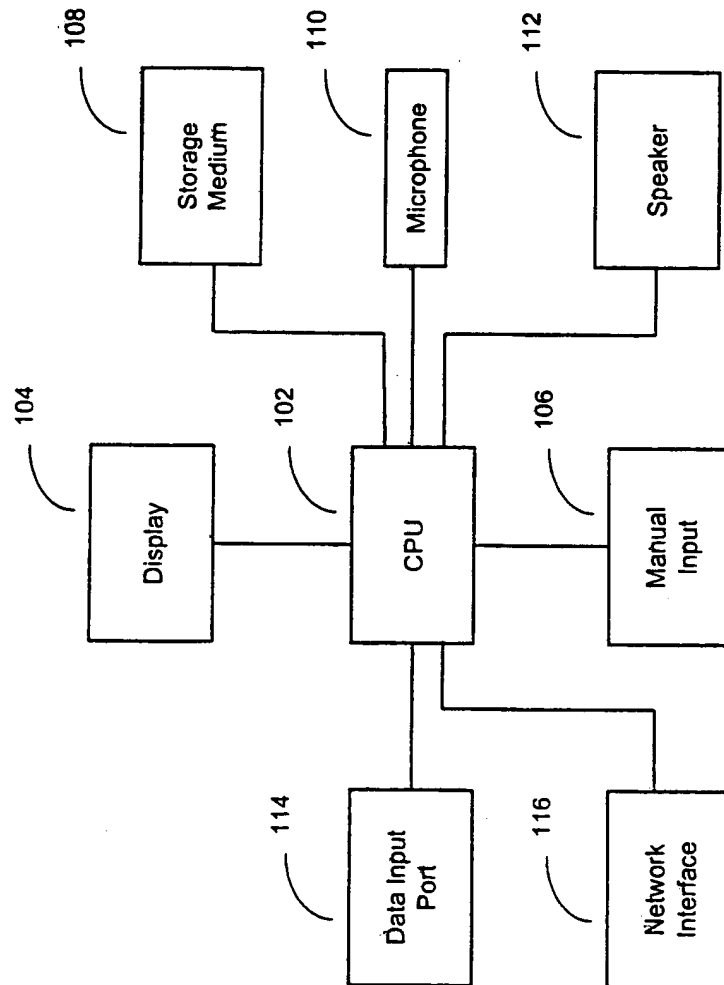 104
Display
108
Storage
Medium
114
Data Input
Port
102
CPU
110
Microphone
116
Network
Interface
106
Manual
Input
112
Speaker